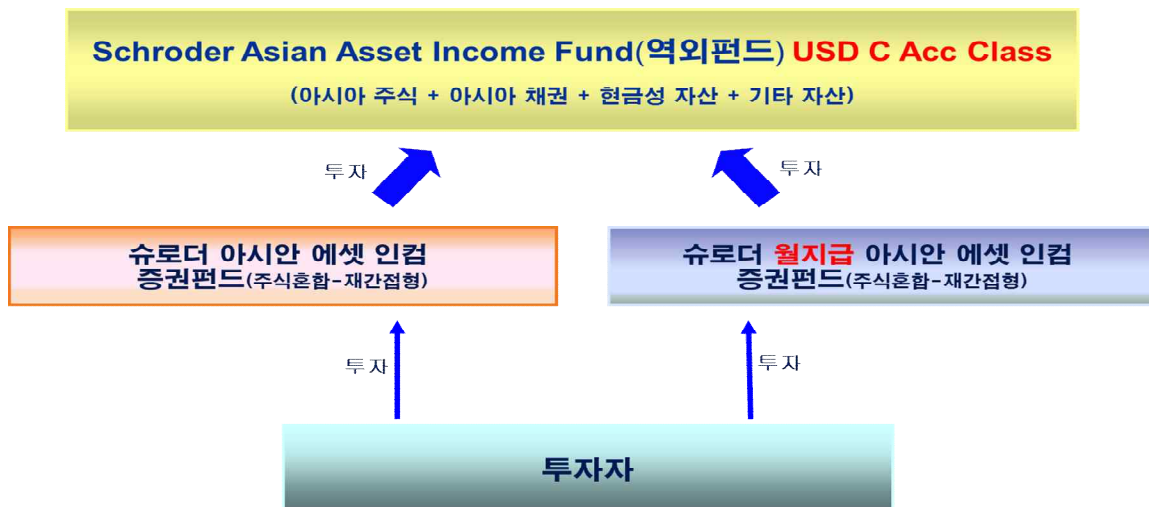 Schroder Asian Asset Income Fund(역외펀드) USD C Acc Class
(아시아 주식 + 아시아 채권 + 현금성 자산 + 기타 자산)
투자
투자
슈로더 아시안 에셋 인컴
증권펀드(주식혼합-재간접형)
슈로더 월지급 아시안 에셋 인컴
증권펀드(주식혼합-재간접형)
투자
투자
투자자